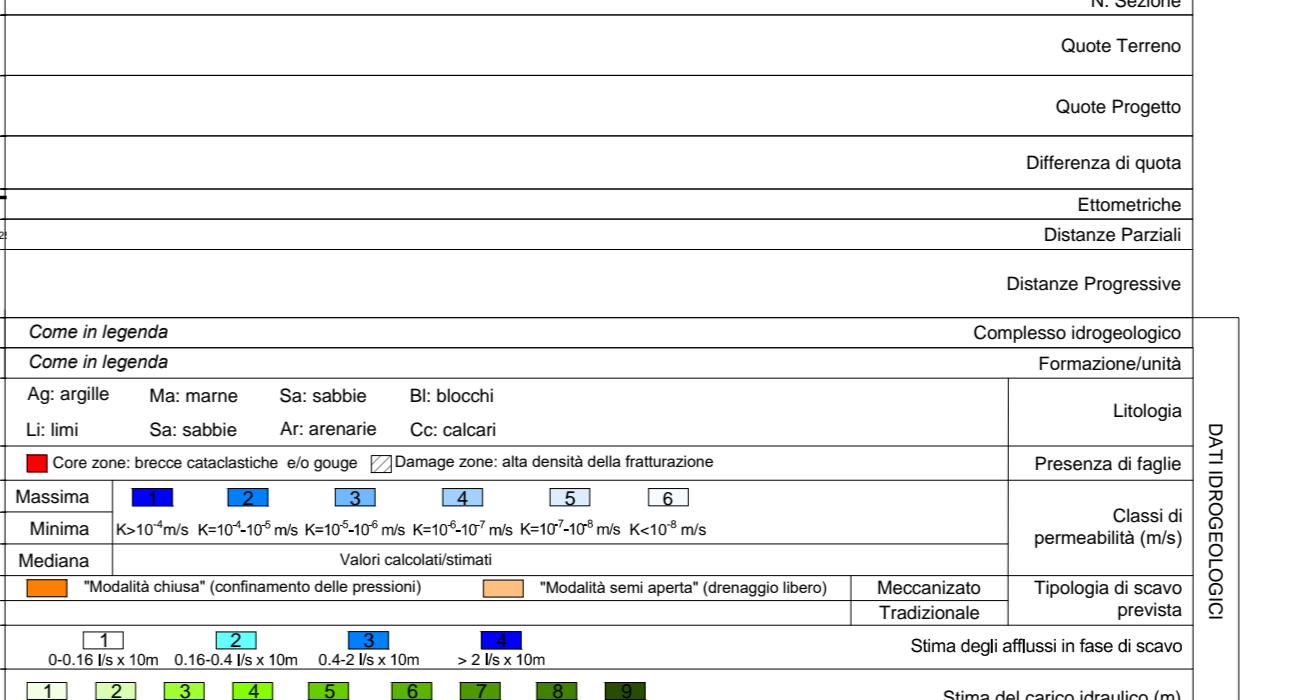 N. Sezione
Quote Terreno
Quote Progetto
Differenza di quota
Ettometriche
Distanze Parziali
Distanze Progressive
Come in legenda Complesso idrogeologico
Come in legenda Formazione/unità
Ag: argille Ma: marne Sa: sabbie Bl: blocchi
Li: limi Sa: sabbie Ar: arenarie Cc: calcari
Litologia
Core zone: brecce cataclastiche e/o gouge Damage zone: alta densità della fratturazione Presenza di faglie
Massima 1 2 3 4 5 6
Minima K>10⁻⁴m/s K=10⁻⁴-10⁻⁵ m/s K=10⁻⁵-10⁻⁶ m/s K=10⁻⁶-10⁻⁷ m/s K=10⁻⁷-10⁻⁸ m/s K<10⁻⁸ m/s
Mediana Valori calcolati/stimati
Classi di
permeabilità (m/s)
"Modalità chiusa" (confinamento delle pressioni) "Modalità semi aperta" (drenaggio libero) Meccanizato
Tradizionale
Tipologia di scavo
prevista
1 2 3 4
0-0.16 l/s x 10m 0.16-0.4 l/s x 10m 0.4-2 l/s x 10m > 2 l/s x 10m
Stima degli afflussi in fase di scavo
1 2 3 4 5 6 7 8 9
Stima del carico idraulico (m)
DATI IDROGEOLOGICI